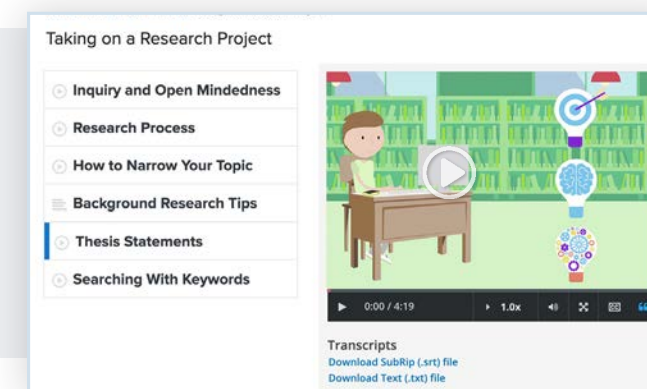 Taking on a Research Project
Inquiry and Open Mindedness
Research Process
How to Narrow Your Topic
Background Research Tips
Thesis Statements
Searching With Keywords
0:00 / 4:19
1.0x
Transcripts
Download SubRip (.srt) file
Download Text (.txt) file